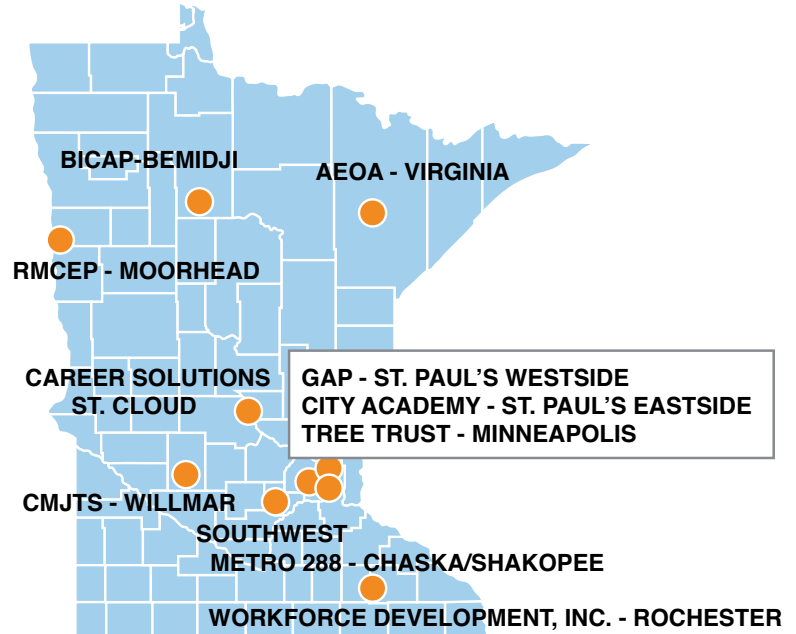 BICAP-BEMIDJI
AEOA - VIRGINIA
RMCEP - MOORHEAD
CAREER SOLUTIONS
ST. CLOUD
GAP - ST. PAUL’S WESTSIDE
CITY ACADEMY - ST. PAUL’S EASTSIDE
TREE TRUST - MINNEAPOLIS
CMJTS - WILLMAR
SOUTHWEST
METRO 288 - CHASKA/SHAKOPEE
WORKFORCE DEVELOPMENT, INC. - ROCHESTER